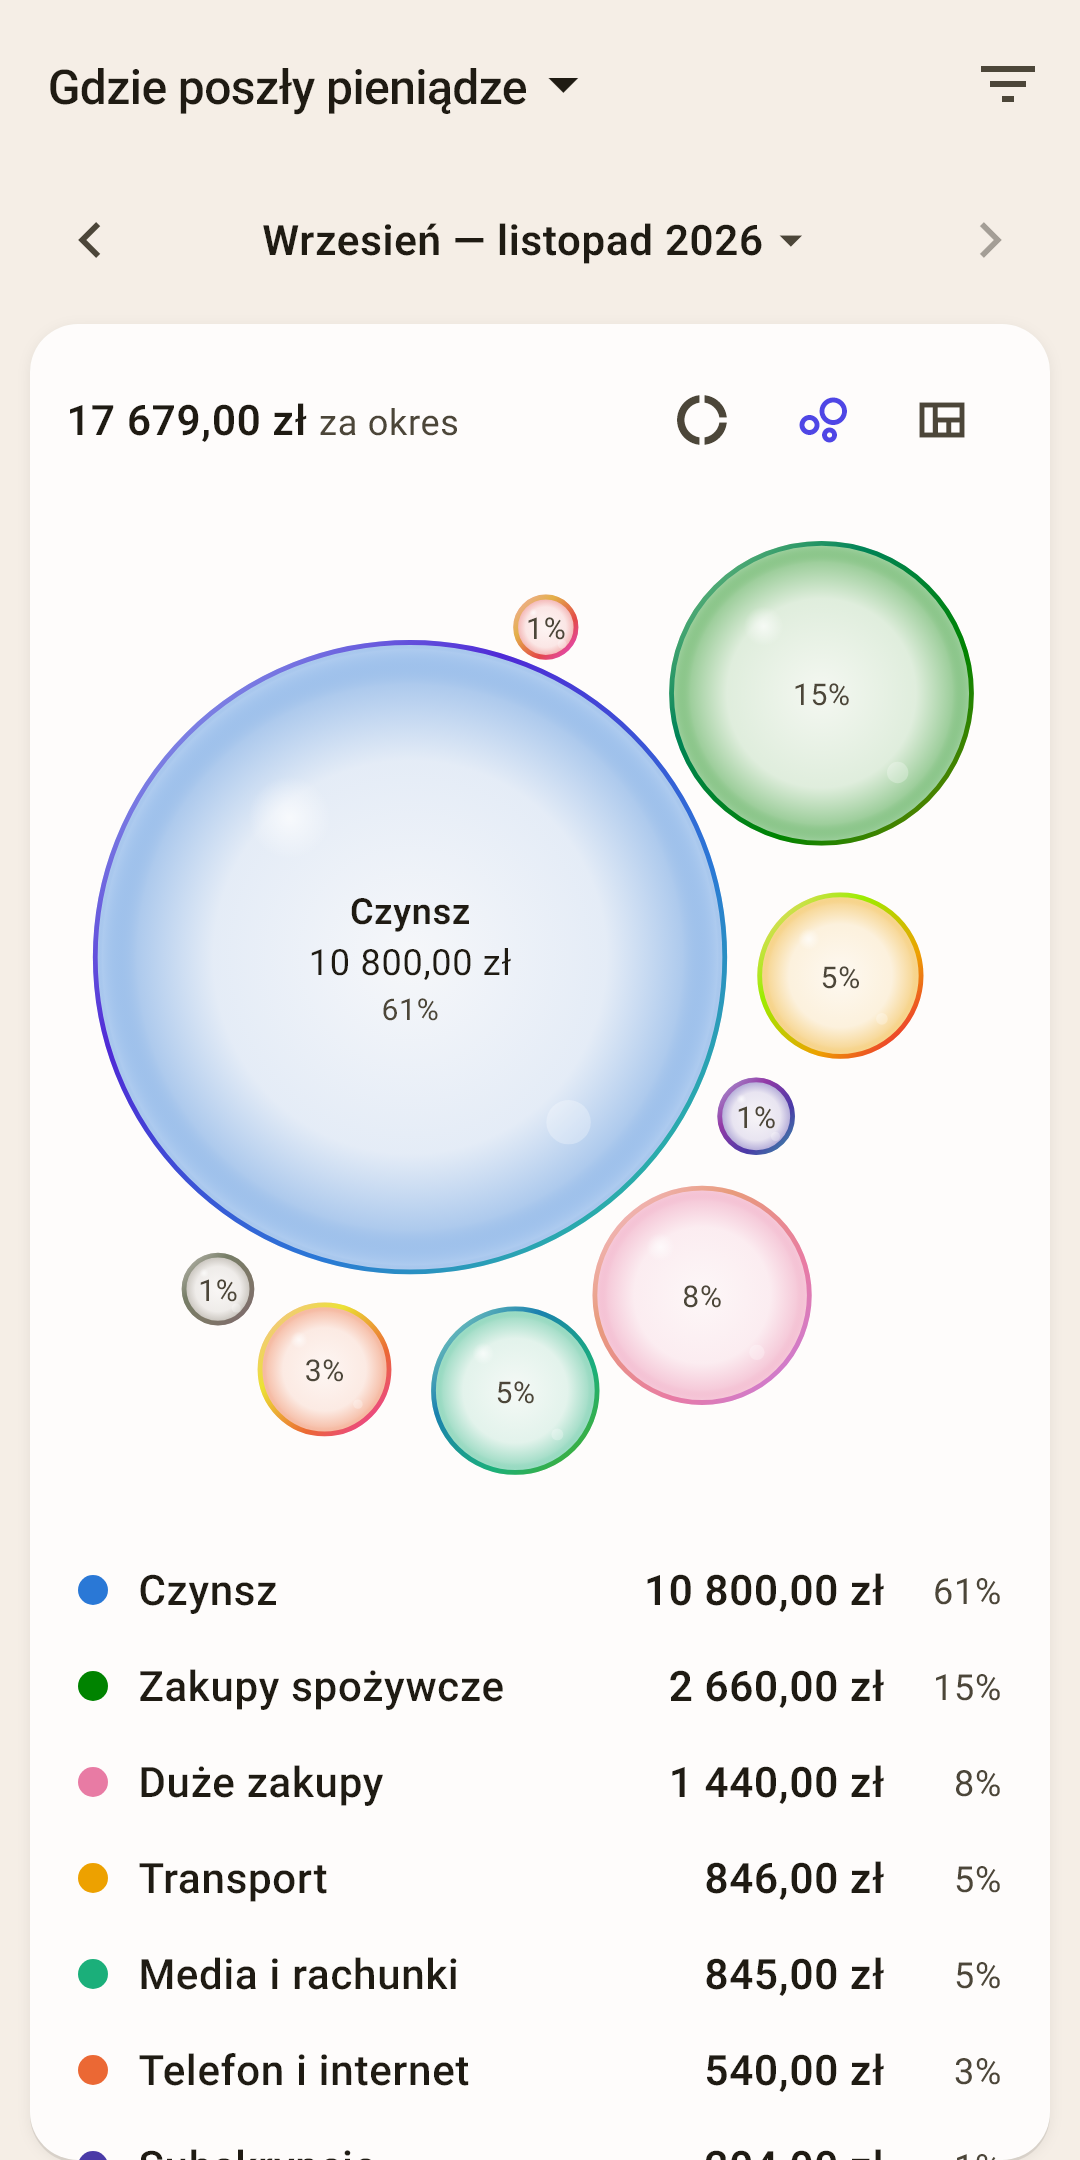 Gdzie poszły pieniądze
Wrzesień — listopad 2026
17 679,00 zł za okres
1%
15%
Czynsz
10 800,00 zł
61%
5%
1%
8%
1%
3%
5%
Czynsz 10 800,00 zł 61%
Zakupy spożywcze 2 660,00 zł 15%
Duże zakupy 1 440,00 zł 8%
Transport 846,00 zł 5%
Media i rachunki 845,00 zł 5%
Telefon i internet 540,00 zł 3%